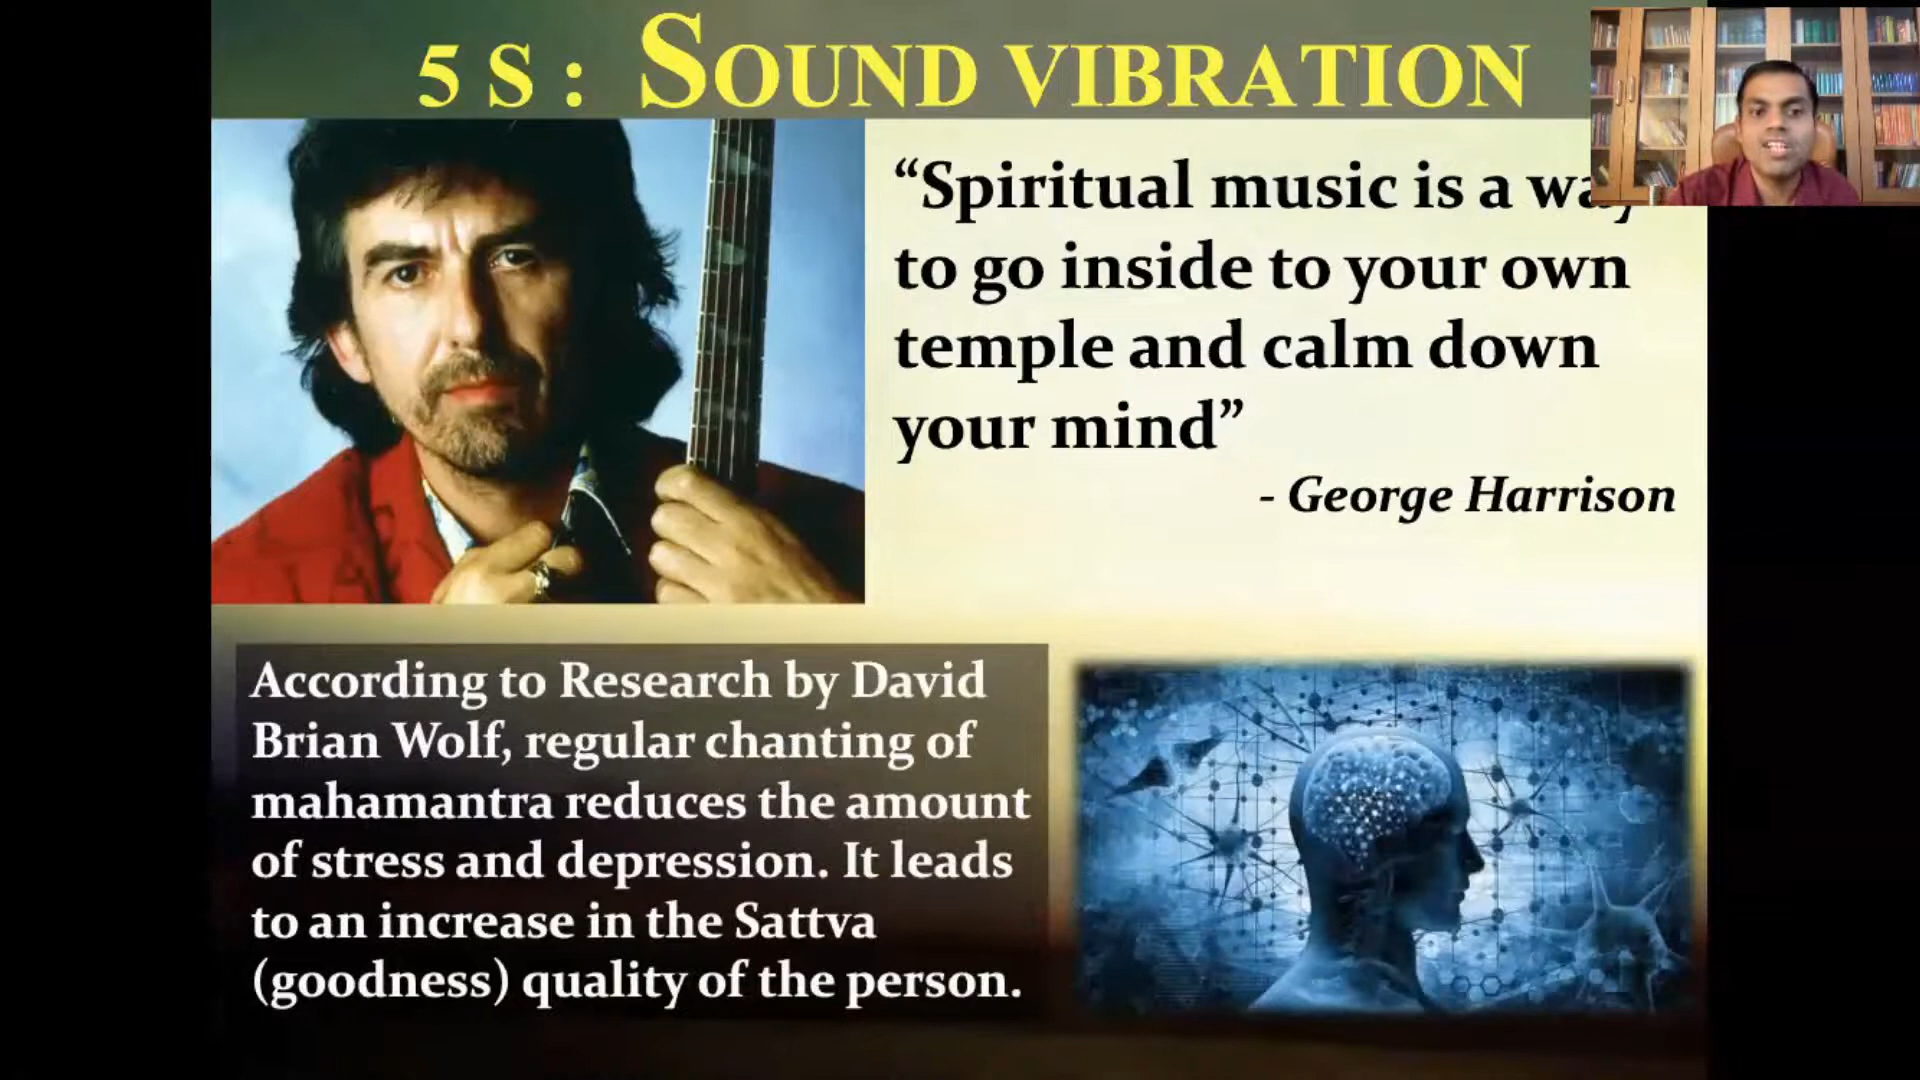 5 S : SOUND VIBRATION
“Spiritual music is a
to go inside to your own
temple and calm down
your mind”
- George Harrison
According to Research by David
Brian Wolf, regular chanting of
mahamantra reduces the amount
of stress and depression. It leads
to an increase in the Sattva
(goodness) quality of the person.